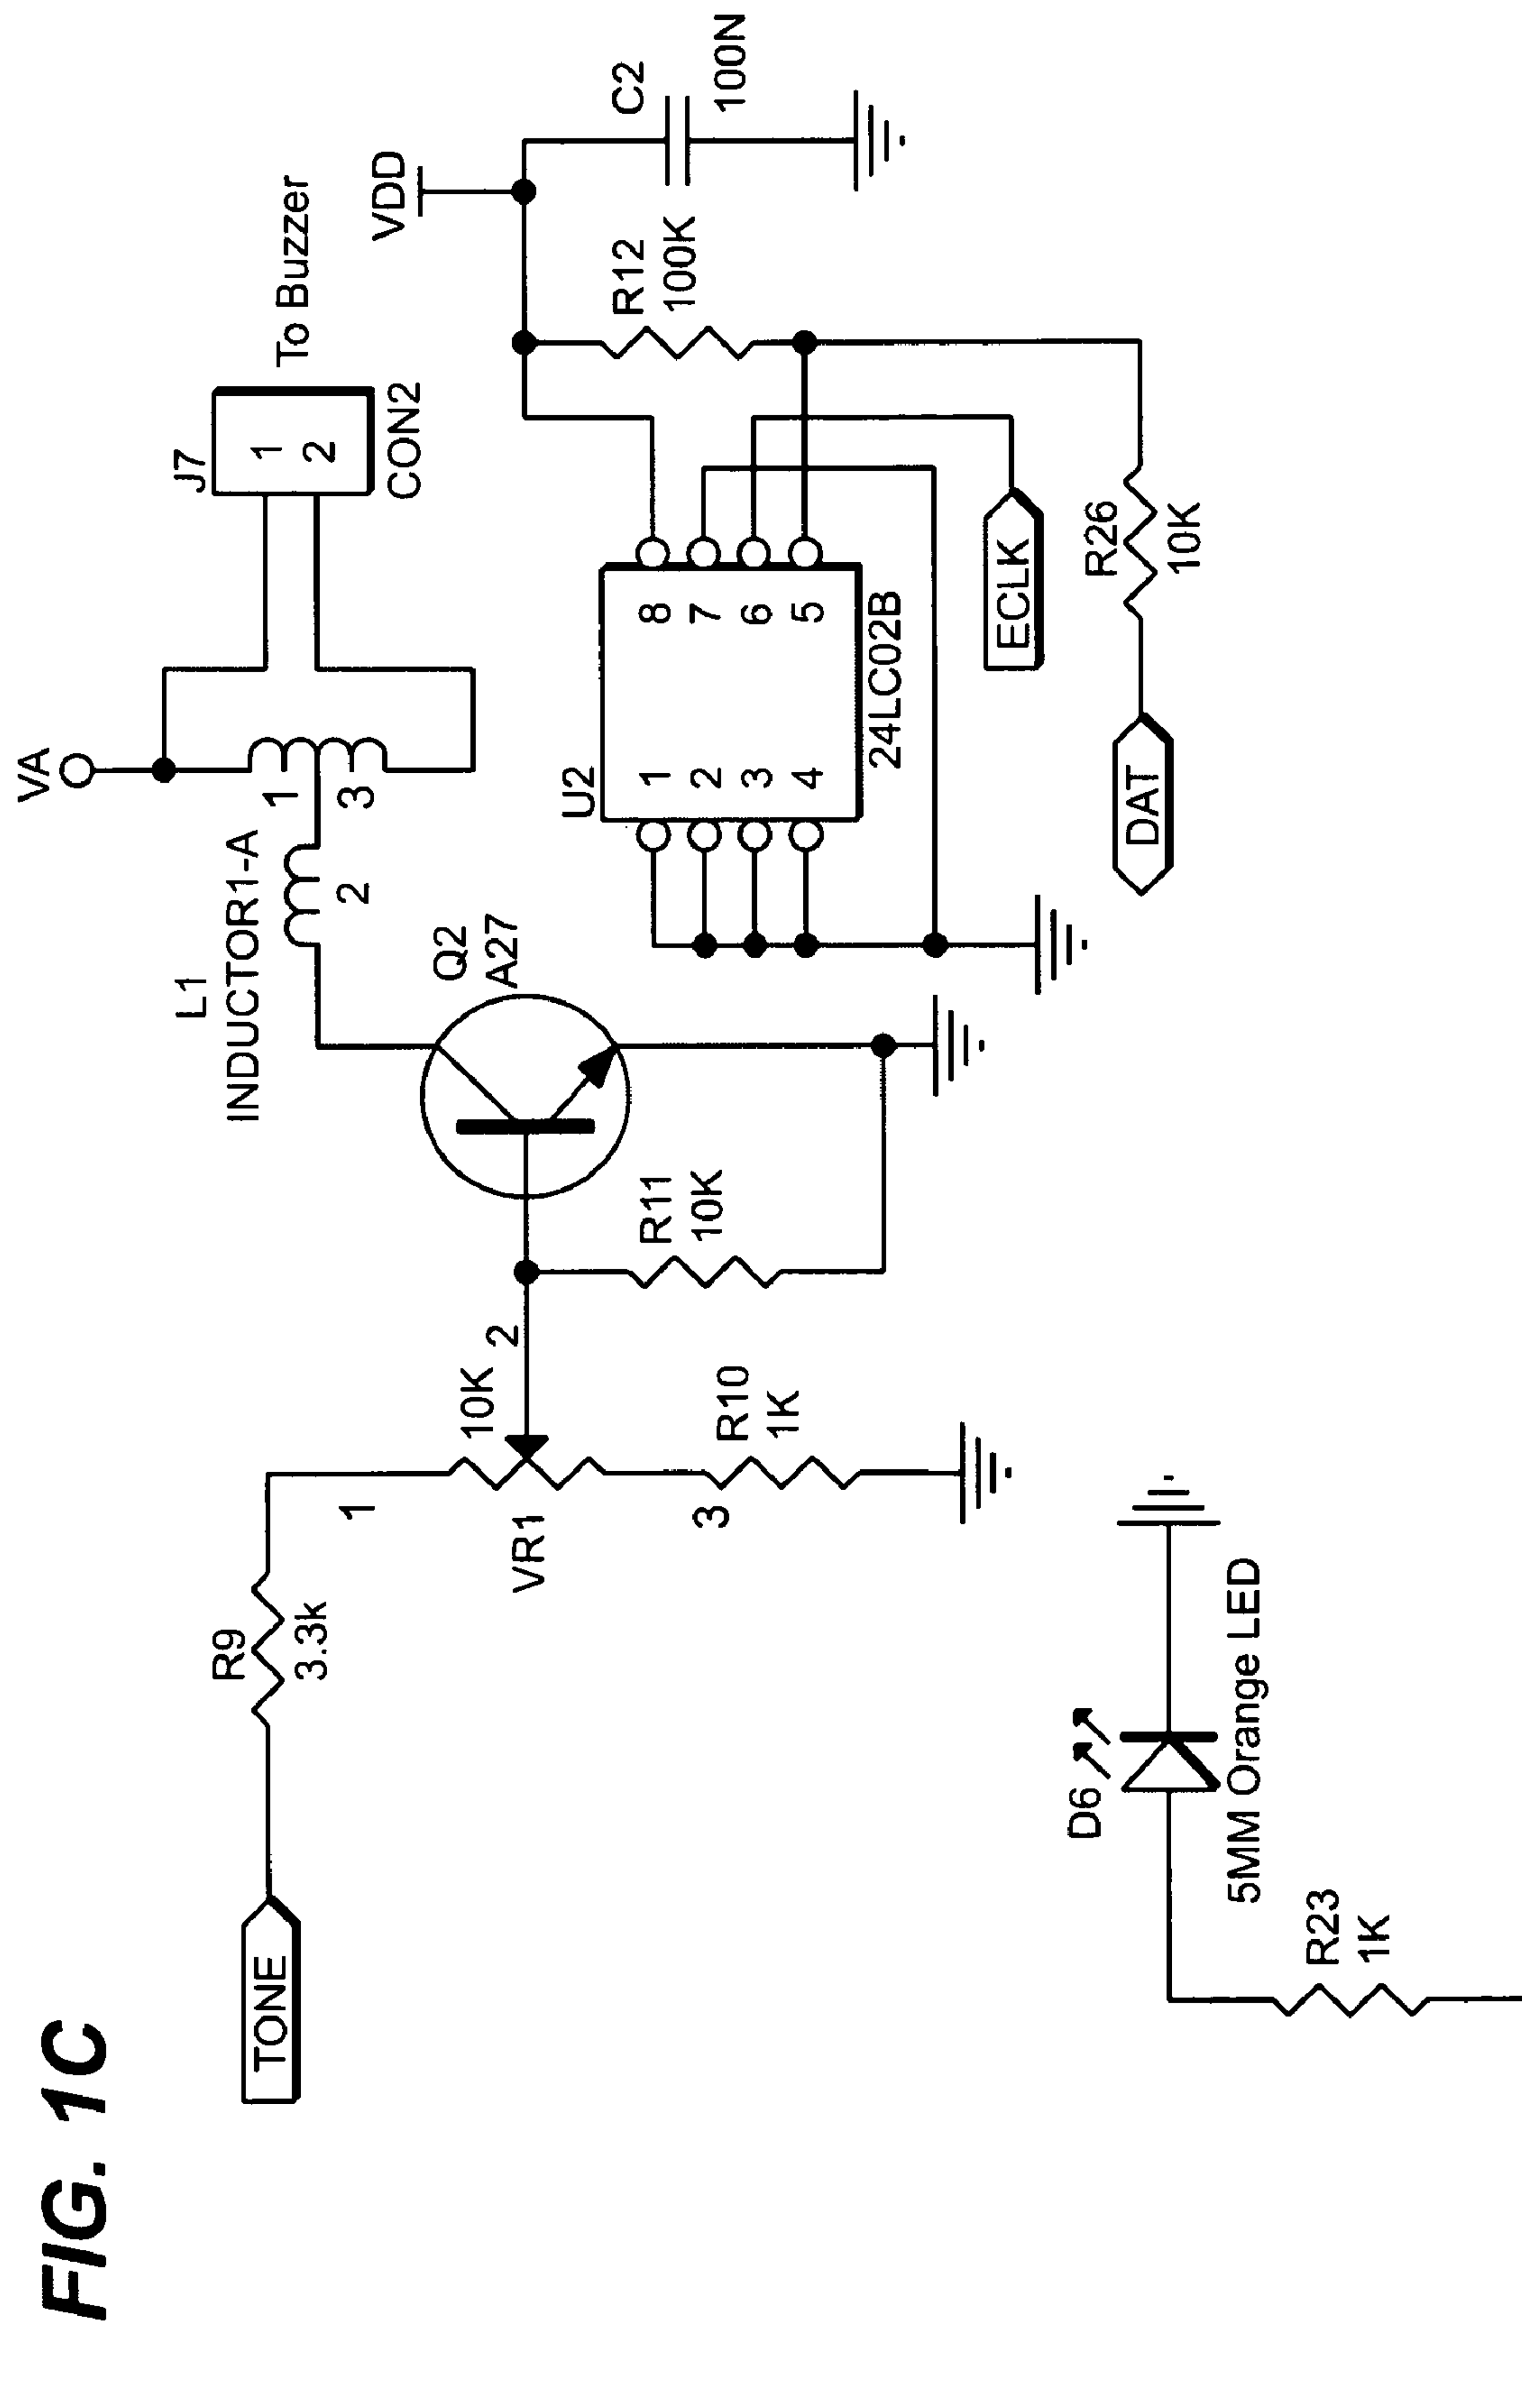 FIG. 1C
TONE
R9
3.3k
1
VR1
10K
2
3
R10
1K
R11
10K
Q2
A27
L1
INDUCTOR1-A
2
1
3
VA
J7
1
2
CON2
To Buzzer
U2
1
2
3
4
8
7
6
5
24LC02B
VDD
R12
100K
C2
100N
ECLK
DAT
R26
10K
D6
5MM Orange LED
R23
1K